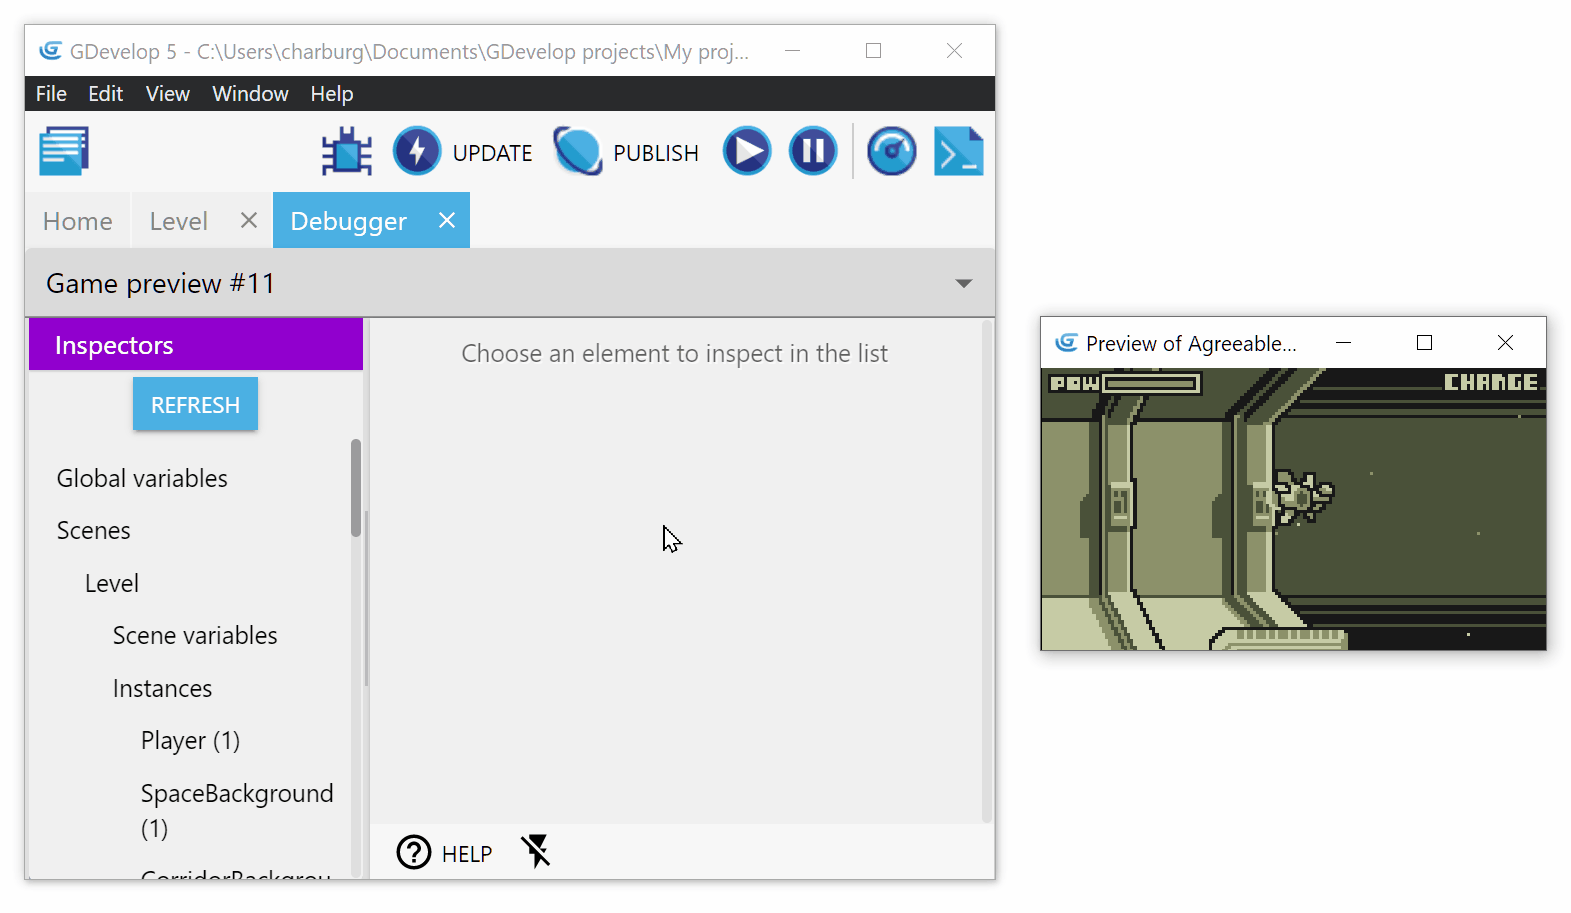 GDevelop 5 - C:\Users\charburg\Documents\GDevelop projects\My proj...
File Edit View Window Help
UPDATE PUBLISH
Home Level Debugger
Game preview #11
Inspectors
REFRESH
Global variables
Scenes
Level
Scene variables
Instances
Player (1)
SpaceBackground
(1)
CorridorBackgrou
Choose an element to inspect in the list
HELP
Preview of Agreeable...
POW CHARGE